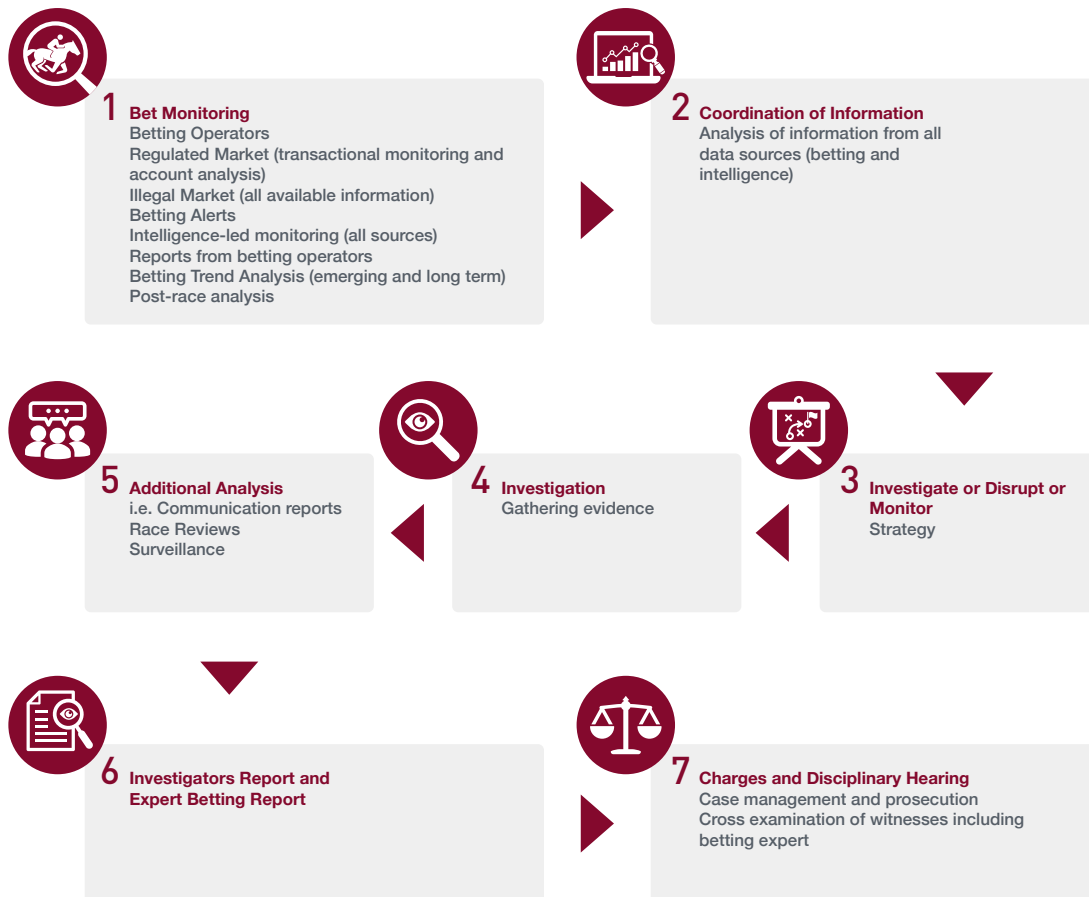 1 Bet Monitoring
Betting Operators
Regulated Market (transactional monitoring and
account analysis)
Illegal Market (all available information)
Betting Alerts
Intelligence-led monitoring (all sources)
Reports from betting operators
Betting Trend Analysis (emerging and long term)
Post-race analysis
2 Coordination of Information
Analysis of information from all
data sources (betting and
intelligence)
3 Investigate or Disrupt or
Monitor
Strategy
4 Investigation
Gathering evidence
5 Additional Analysis
i.e. Communication reports
Race Reviews
Surveillance
6 Investigators Report and
Expert Betting Report
7 Charges and Disciplinary Hearing
Case management and prosecution
Cross examination of witnesses including
betting expert